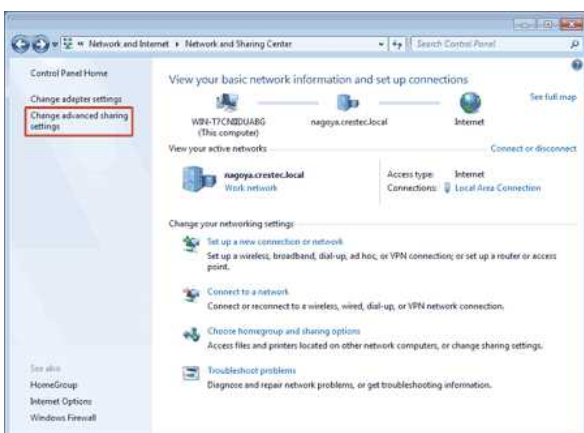 « Network and Internet ▸ Network and Sharing Center
Search Control Panel
Control Panel Home
Change adapter settings
Change advanced sharing
settings
View your basic network information and set up connections
See full map
(This computer)
nagoya.crestec.local
Internet
View your active networks
Connect or disconnect
nagoya.crestec.local
Work network
Access type: Internet
Connections: Local Area Connection
Change your networking settings
Set up a new connection or network
Set up a wireless, broadband, dial-up, ad hoc, or VPN connection; or set up a router or access
point.
Connect to a network
Connect or reconnect to a wireless, wired, dial-up, or VPN network connection.
Choose homegroup and sharing options
Access files and printers located on other network computers, or change sharing settings.
Troubleshoot problems
Diagnose and repair network problems, or get troubleshooting information.
See also
HomeGroup
Internet Options
Windows Firewall